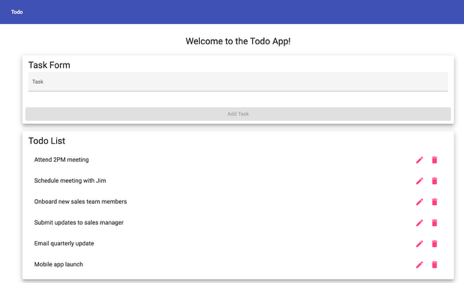 Todo
Welcome to the Todo App!
Task Form
Task
Add Task
Todo List
Attend 2PM meeting
Schedule meeting with Jim
Onboard new sales team members
Submit updates to sales manager
Email quarterly update
Mobile app launch